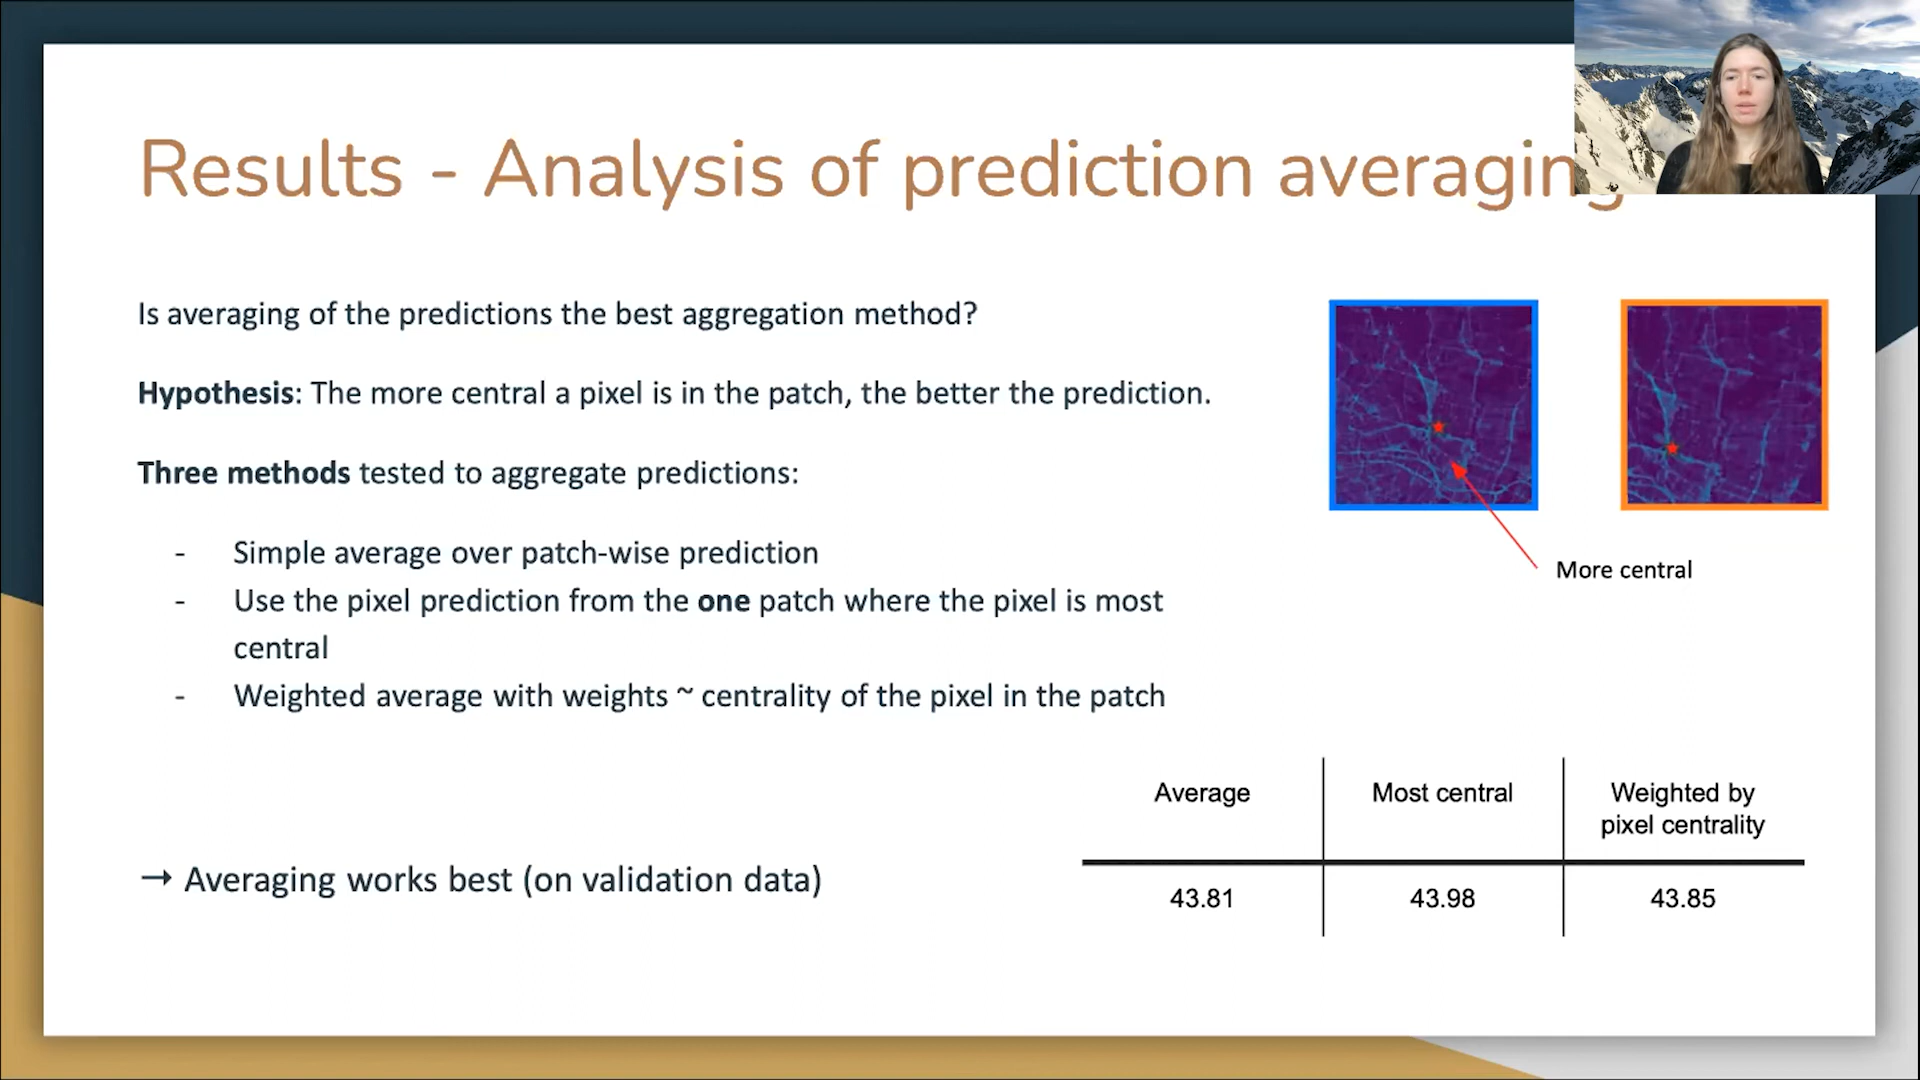 Results - Analysis of prediction averaging
Is averaging of the predictions the best aggregation method?
Hypothesis: The more central a pixel is in the patch, the better the prediction.
Three methods tested to aggregate predictions:
- Simple average over patch-wise prediction
- Use the pixel prediction from the one patch where the pixel is most
central
- Weighted average with weights ~ centrality of the pixel in the patch
More central
Average Most central Weighted by
pixel centrality
43.81 43.98 43.85
→ Averaging works best (on validation data)